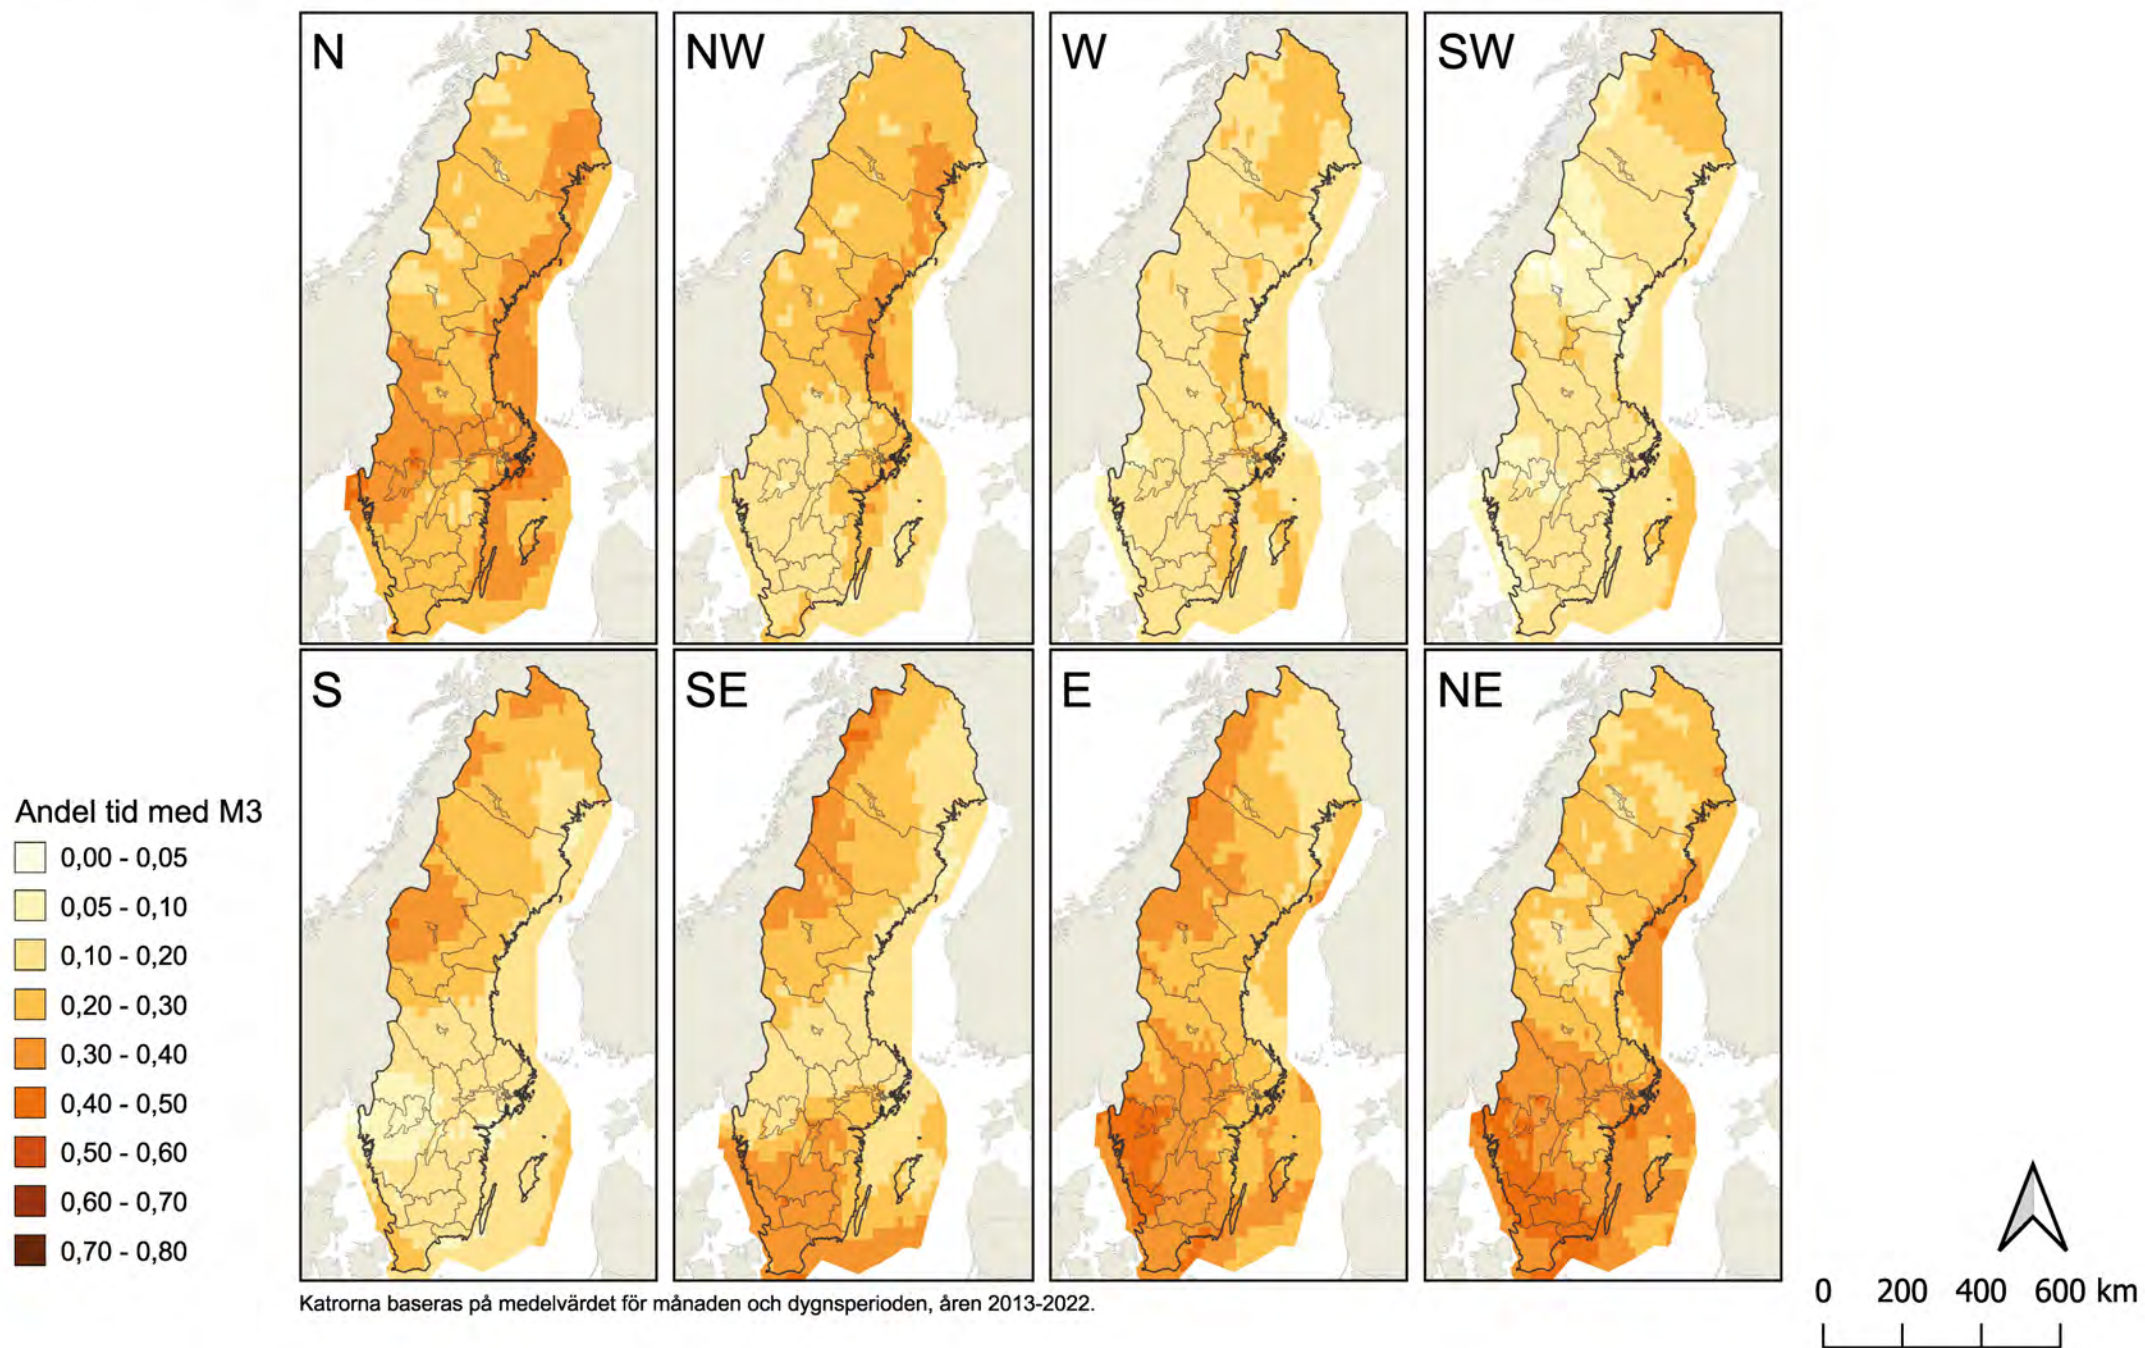 N
NW
W
SW
S
SE
E
NE
Andel tid med M3
0,00 - 0,05
0,05 - 0,10
0,10 - 0,20
0,20 - 0,30
0,30 - 0,40
0,40 - 0,50
0,50 - 0,60
0,60 - 0,70
0,70 - 0,80
Katrorna baseras på medelvärdet för månaden och dygnsperioden, åren 2013-2022.
0 200 400 600 km